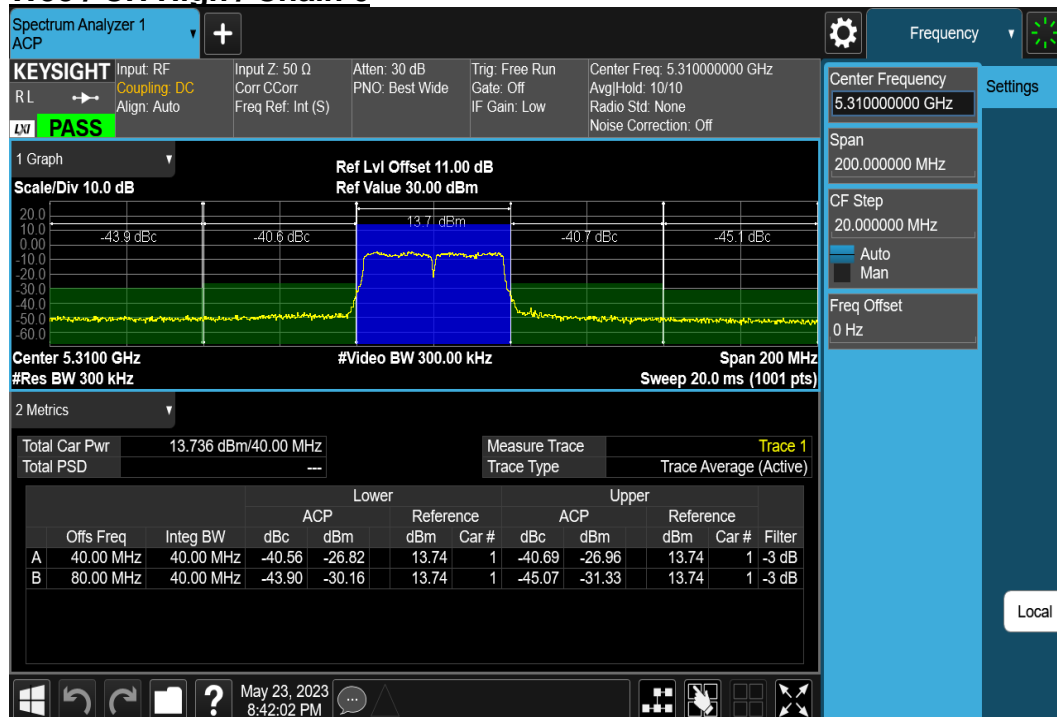 Spectrum Analyzer 1
ACP
+
Frequency
KEYSIGHT
RL
LXI PASS
Input: RF
Coupling: DC
Align: Auto
Input Z: 50 Ω
Corr CCorr
Freq Ref: Int (S)
Atten: 30 dB
PNO: Best Wide
Trig: Free Run
Gate: Off
IF Gain: Low
Center Freq: 5.310000000 GHz
Avg|Hold: 10/10
Radio Std: None
Noise Correction: Off
Center Frequency
5.310000000 GHz
Settings
Span
200.000000 MHz
CF Step
20.000000 MHz
Auto
Man
Freq Offset
0 Hz
Local
1 Graph
Scale/Div 10.0 dB
Ref Lvl Offset 11.00 dB
Ref Value 30.00 dBm
20.0
10.0
0.00
-10.0
-20.0
-30.0
-40.0
-50.0
-60.0
-43.9 dBc
-40.6 dBc
13.7 dBm
-40.7 dBc
-45.1 dBc
Center 5.3100 GHz
#Video BW 300.00 kHz
Span 200 MHz
#Res BW 300 kHz
Sweep 20.0 ms (1001 pts)
2 Metrics
Total Car Pwr 13.736 dBm/40.00 MHz
Total PSD ---
Measure Trace Trace 1
Trace Type Trace Average (Active)
Lower Upper
ACP Reference ACP Reference
Offs Freq Integ BW dBc dBm dBm Car # dBc dBm dBm Car # Filter
A 40.00 MHz 40.00 MHz -40.56 -26.82 13.74 1 -40.69 -26.96 13.74 1 -3 dB
B 80.00 MHz 40.00 MHz -43.90 -30.16 13.74 1 -45.07 -31.33 13.74 1 -3 dB
?
May 23, 2023
8:42:02 PM